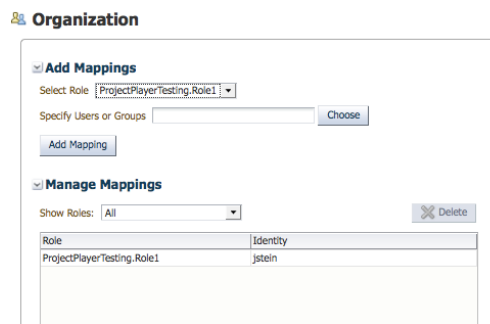 Organization
Add Mappings
Select Role ProjectPlayerTesting.Role1
Specify Users or Groups Choose
Add Mapping
Manage Mappings
Show Roles: All Delete
Role Identity
ProjectPlayerTesting.Role1 jstein